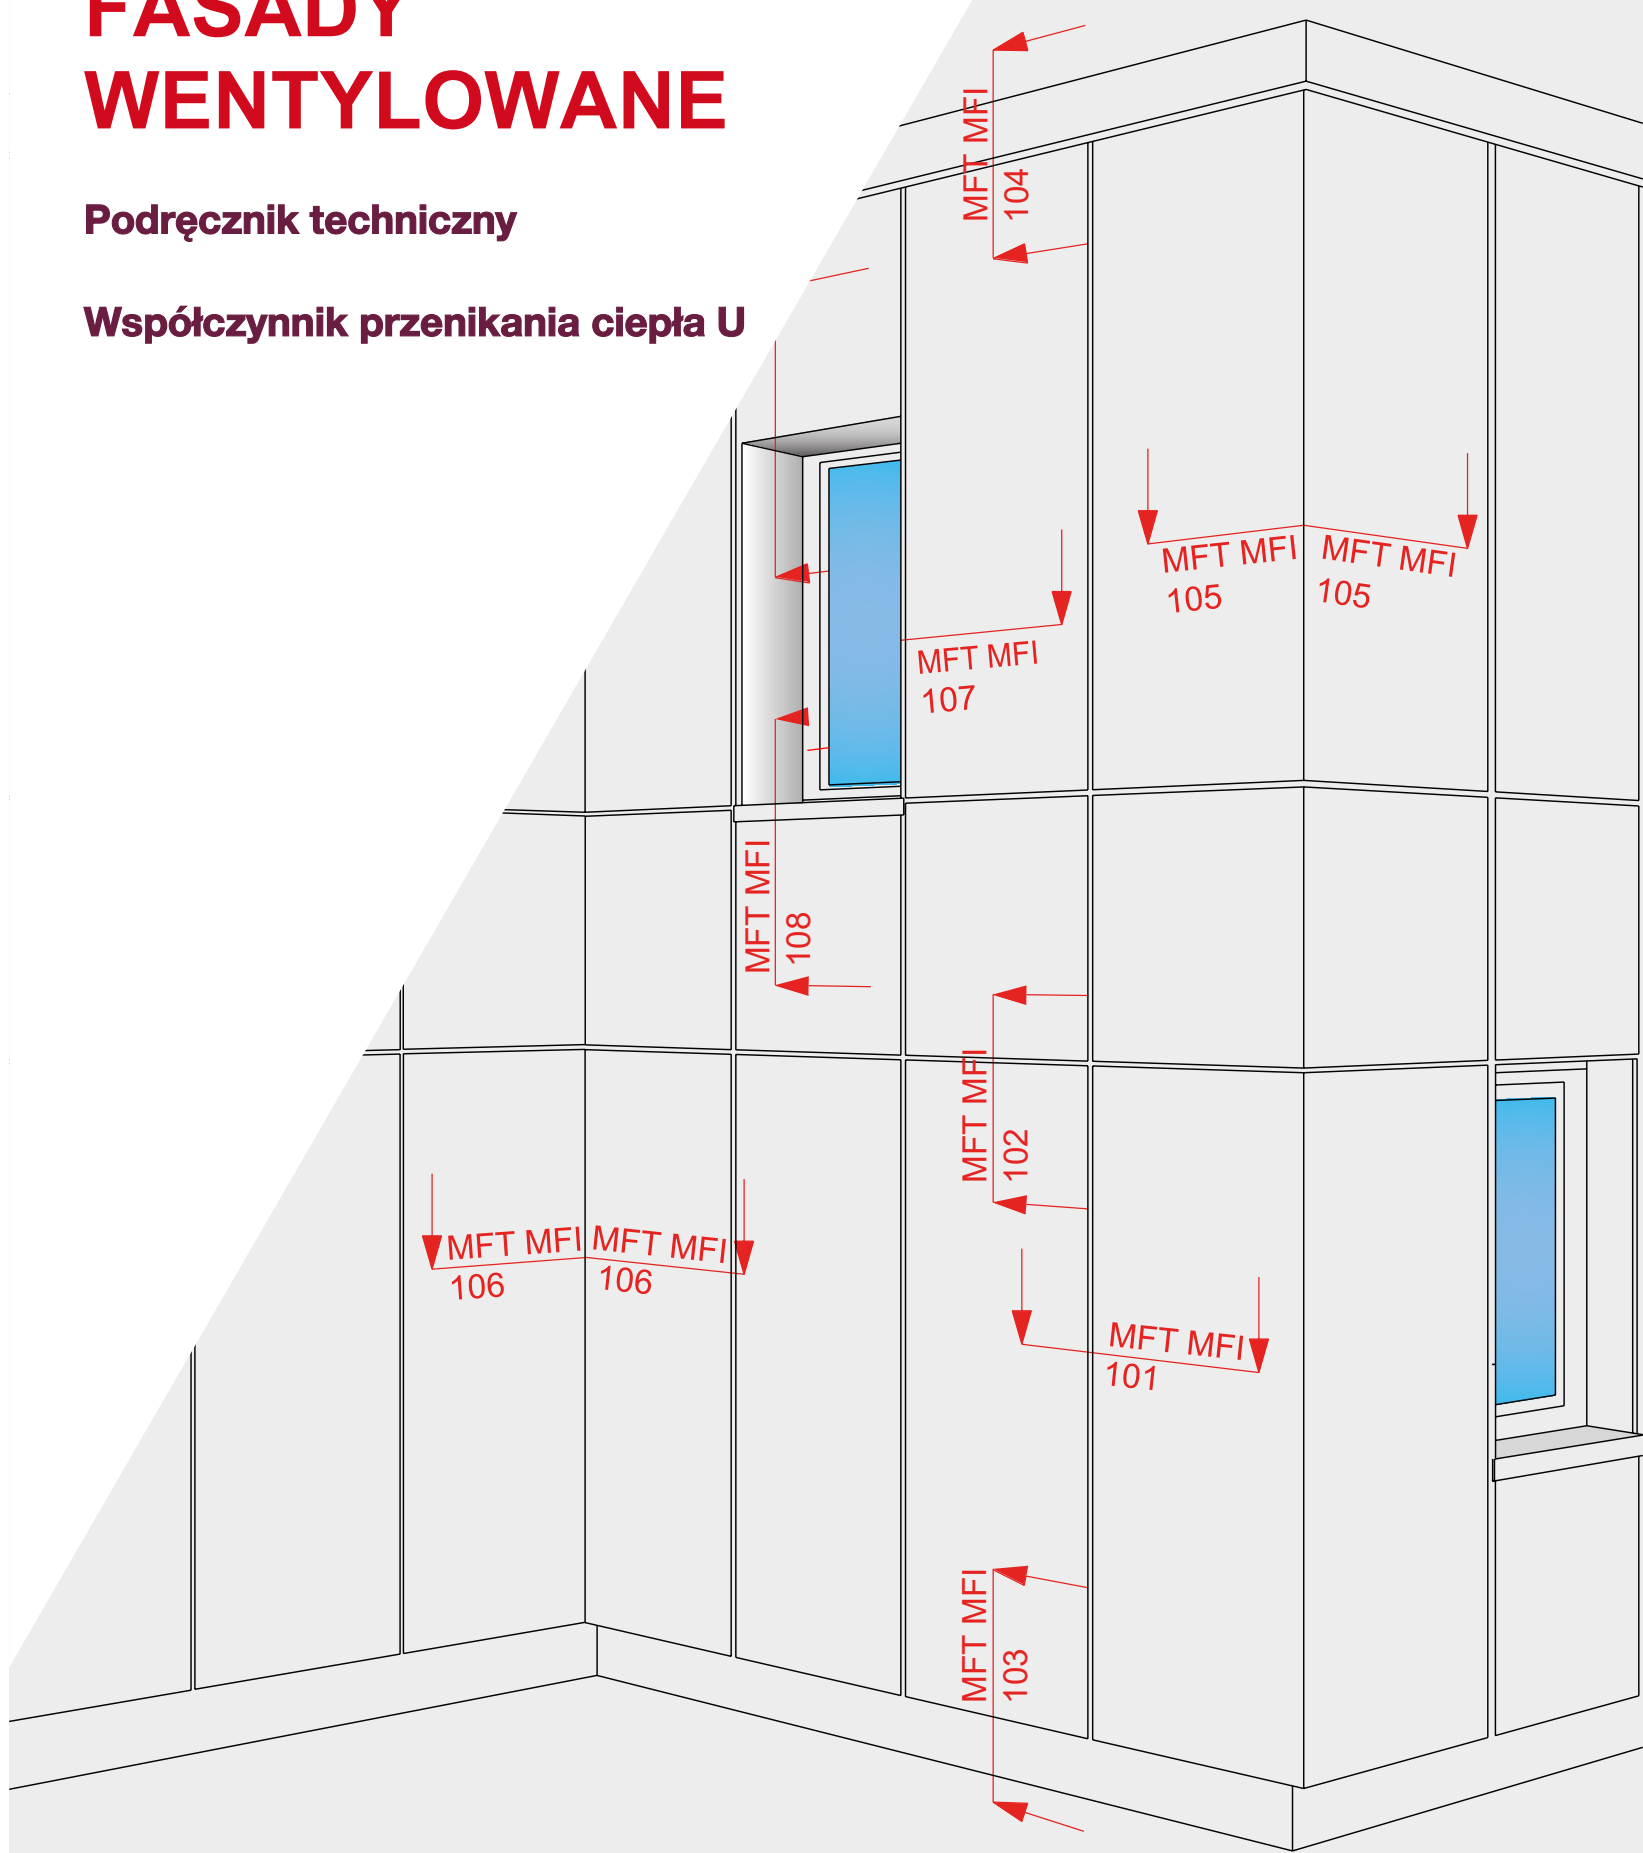 FASADY
WENTYLOWANE
Podręcznik techniczny
Współczynnik przenikania ciepła U
MFT MFI
104
MFT MFI
105
MFT MFI
105
MFT MFI
107
MFT MFI
108
MFT MFI
102
MFT MFI
106
MFT MFI
106
MFT MFI
101
MFT MFI
103